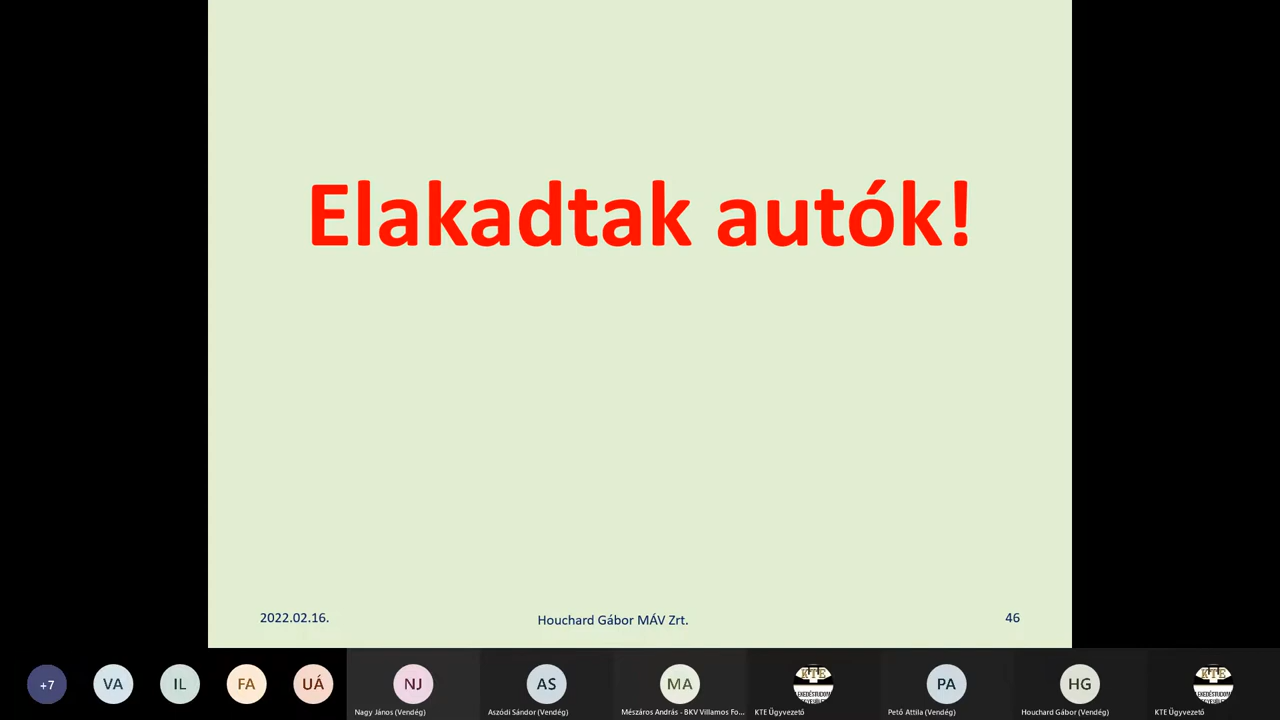 Elakadtak autók!
2022.02.16.
Houchard Gábor MÁV Zrt.
46
+7
VA
IL
FA
UÁ
NJ
AS
MA
KTE
PA
HG
KTE
Nagy János (Vendég)
Aszódi Sándor (Vendég)
Mészáros András - BKV Villamos Fo...
KTE Ügyvezető
Pető Attila (Vendég)
Houchard Gábor (Vendég)
KTE Ügyvezető